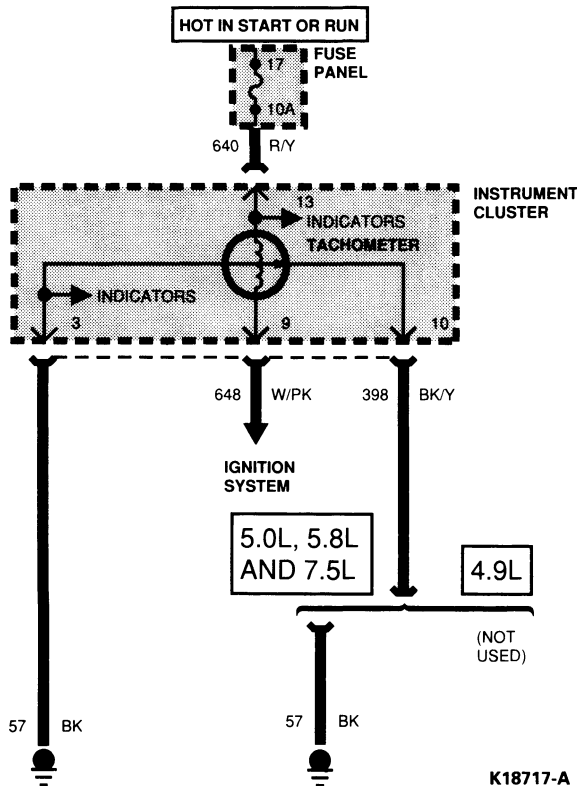 HOT IN START OR RUN
FUSE
PANEL
17
10A
640 R/Y
INSTRUMENT
CLUSTER
13
INDICATORS
TACHOMETER
INDICATORS
3 9 10
648 W/PK 398 BK/Y
IGNITION
SYSTEM
5.0L, 5.8L
AND 7.5L
4.9L
(NOT
USED)
57 BK 57 BK
K18717-A